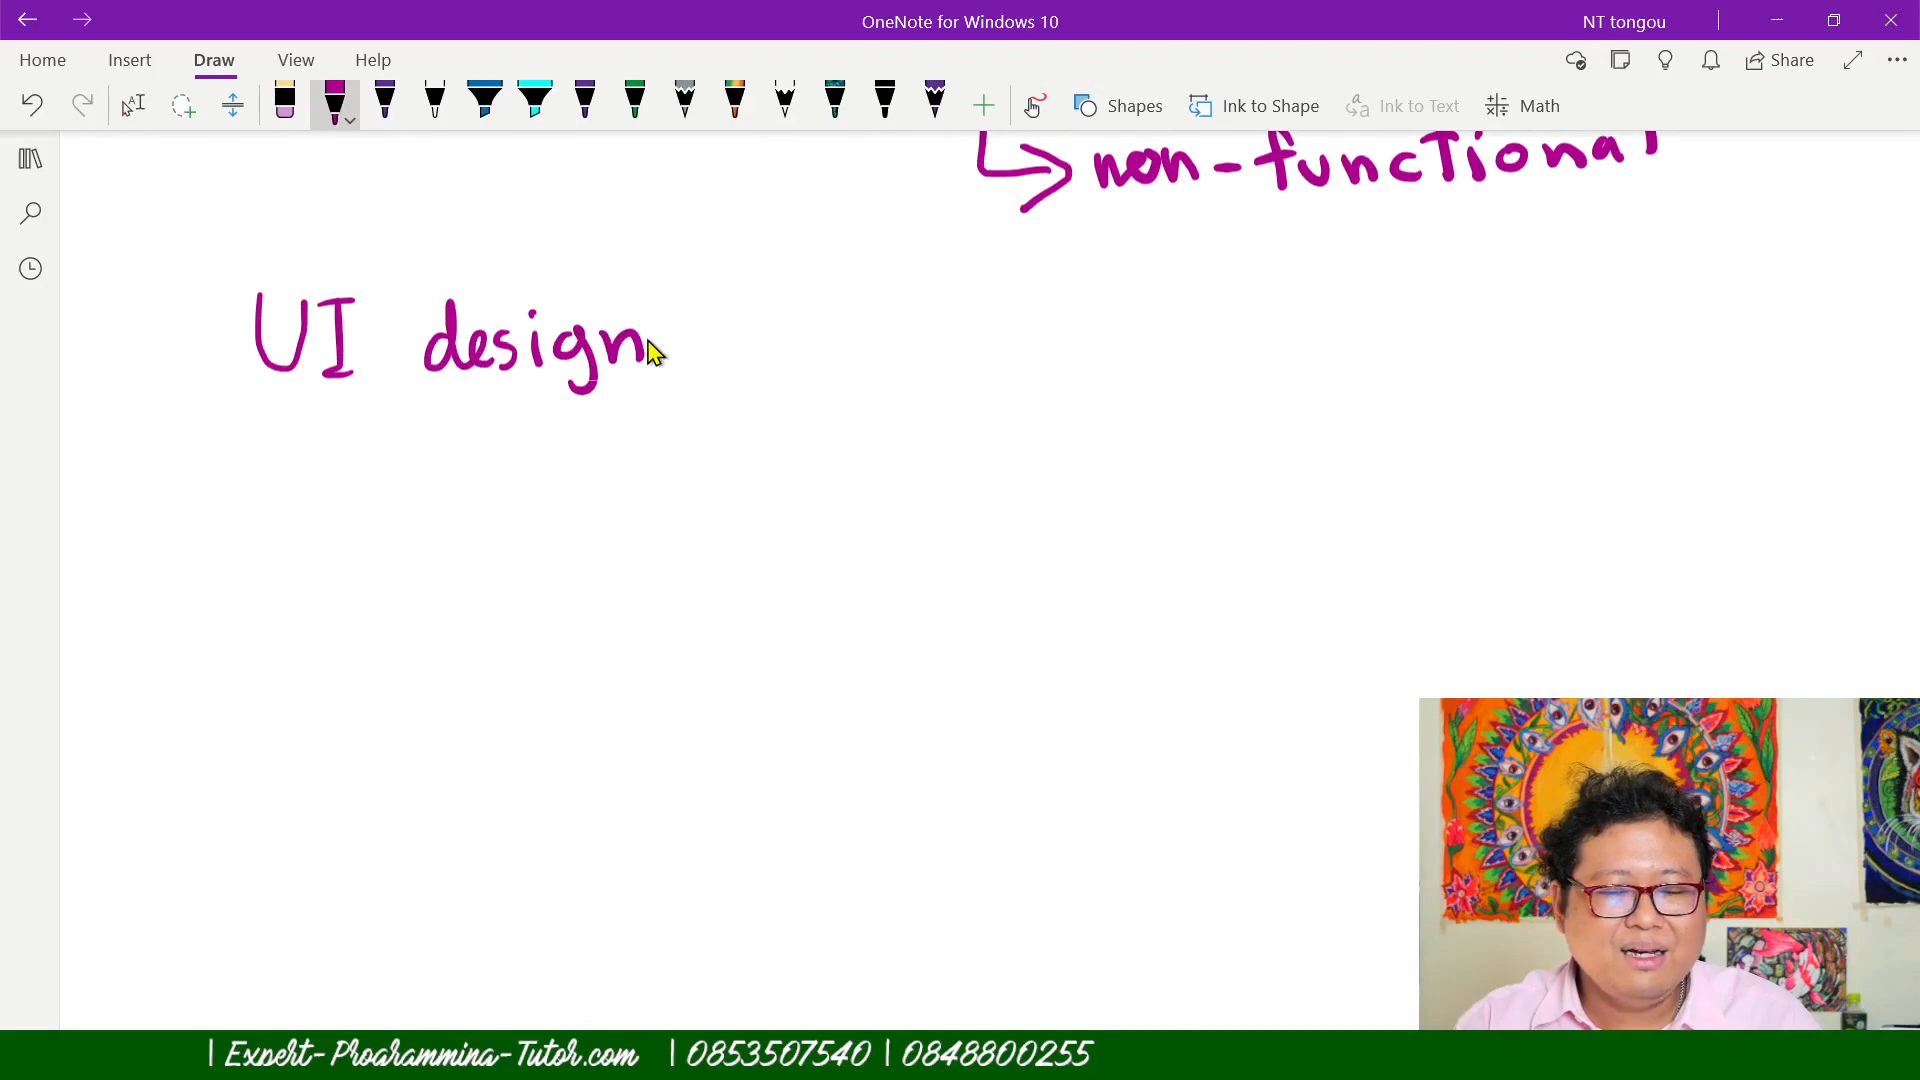 OneNote for Windows 10
NT tongou
Home Insert Draw View Help
Share
Shapes Ink to Shape Ink to Text Math
non-functional
UI design
| Expert-Programming-Tutor.com | 0853507540 | 0848800255